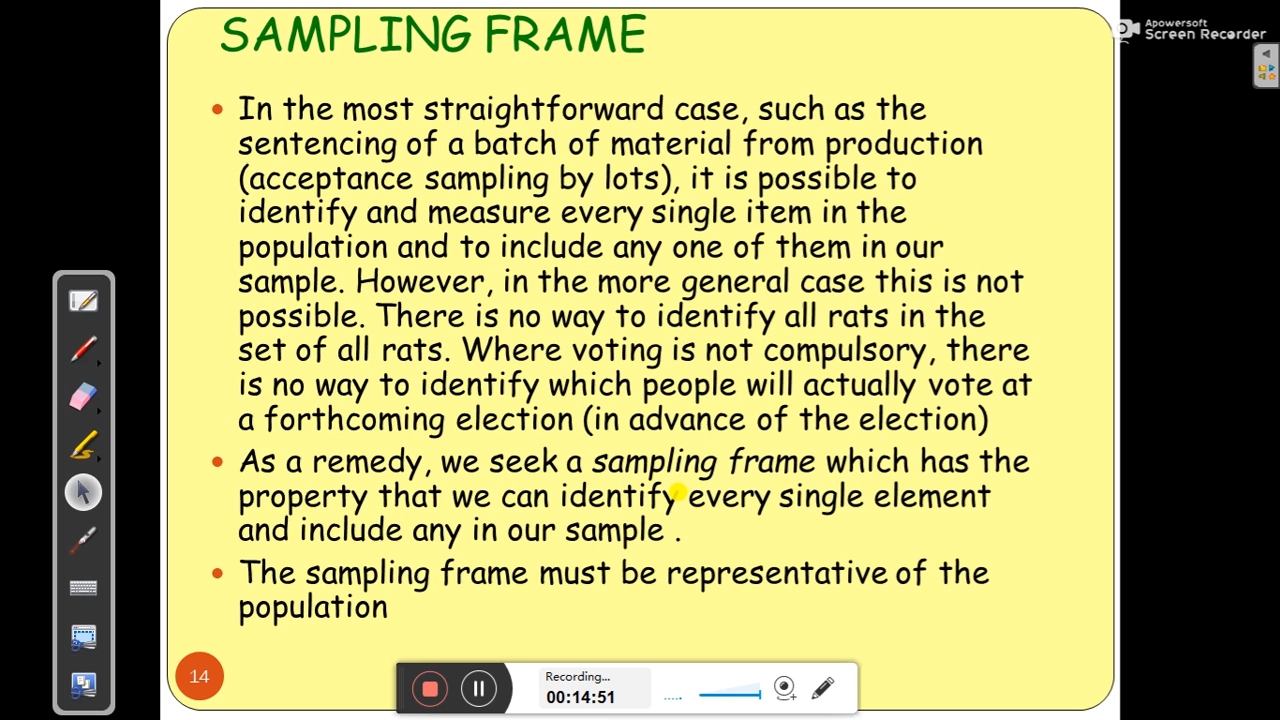 SAMPLING FRAME
Apowersoft
Screen Recorder
• In the most straightforward case, such as the
sentencing of a batch of material from production
(acceptance sampling by lots), it is possible to
identify and measure every single item in the
population and to include any one of them in our
sample. However, in the more general case this is not
possible. There is no way to identify all rats in the
set of all rats. Where voting is not compulsory, there
is no way to identify which people will actually vote at
a forthcoming election (in advance of the election)
• As a remedy, we seek a sampling frame which has the
property that we can identify every single element
and include any in our sample .
• The sampling frame must be representative of the
population
14
Recording...
00:14:51